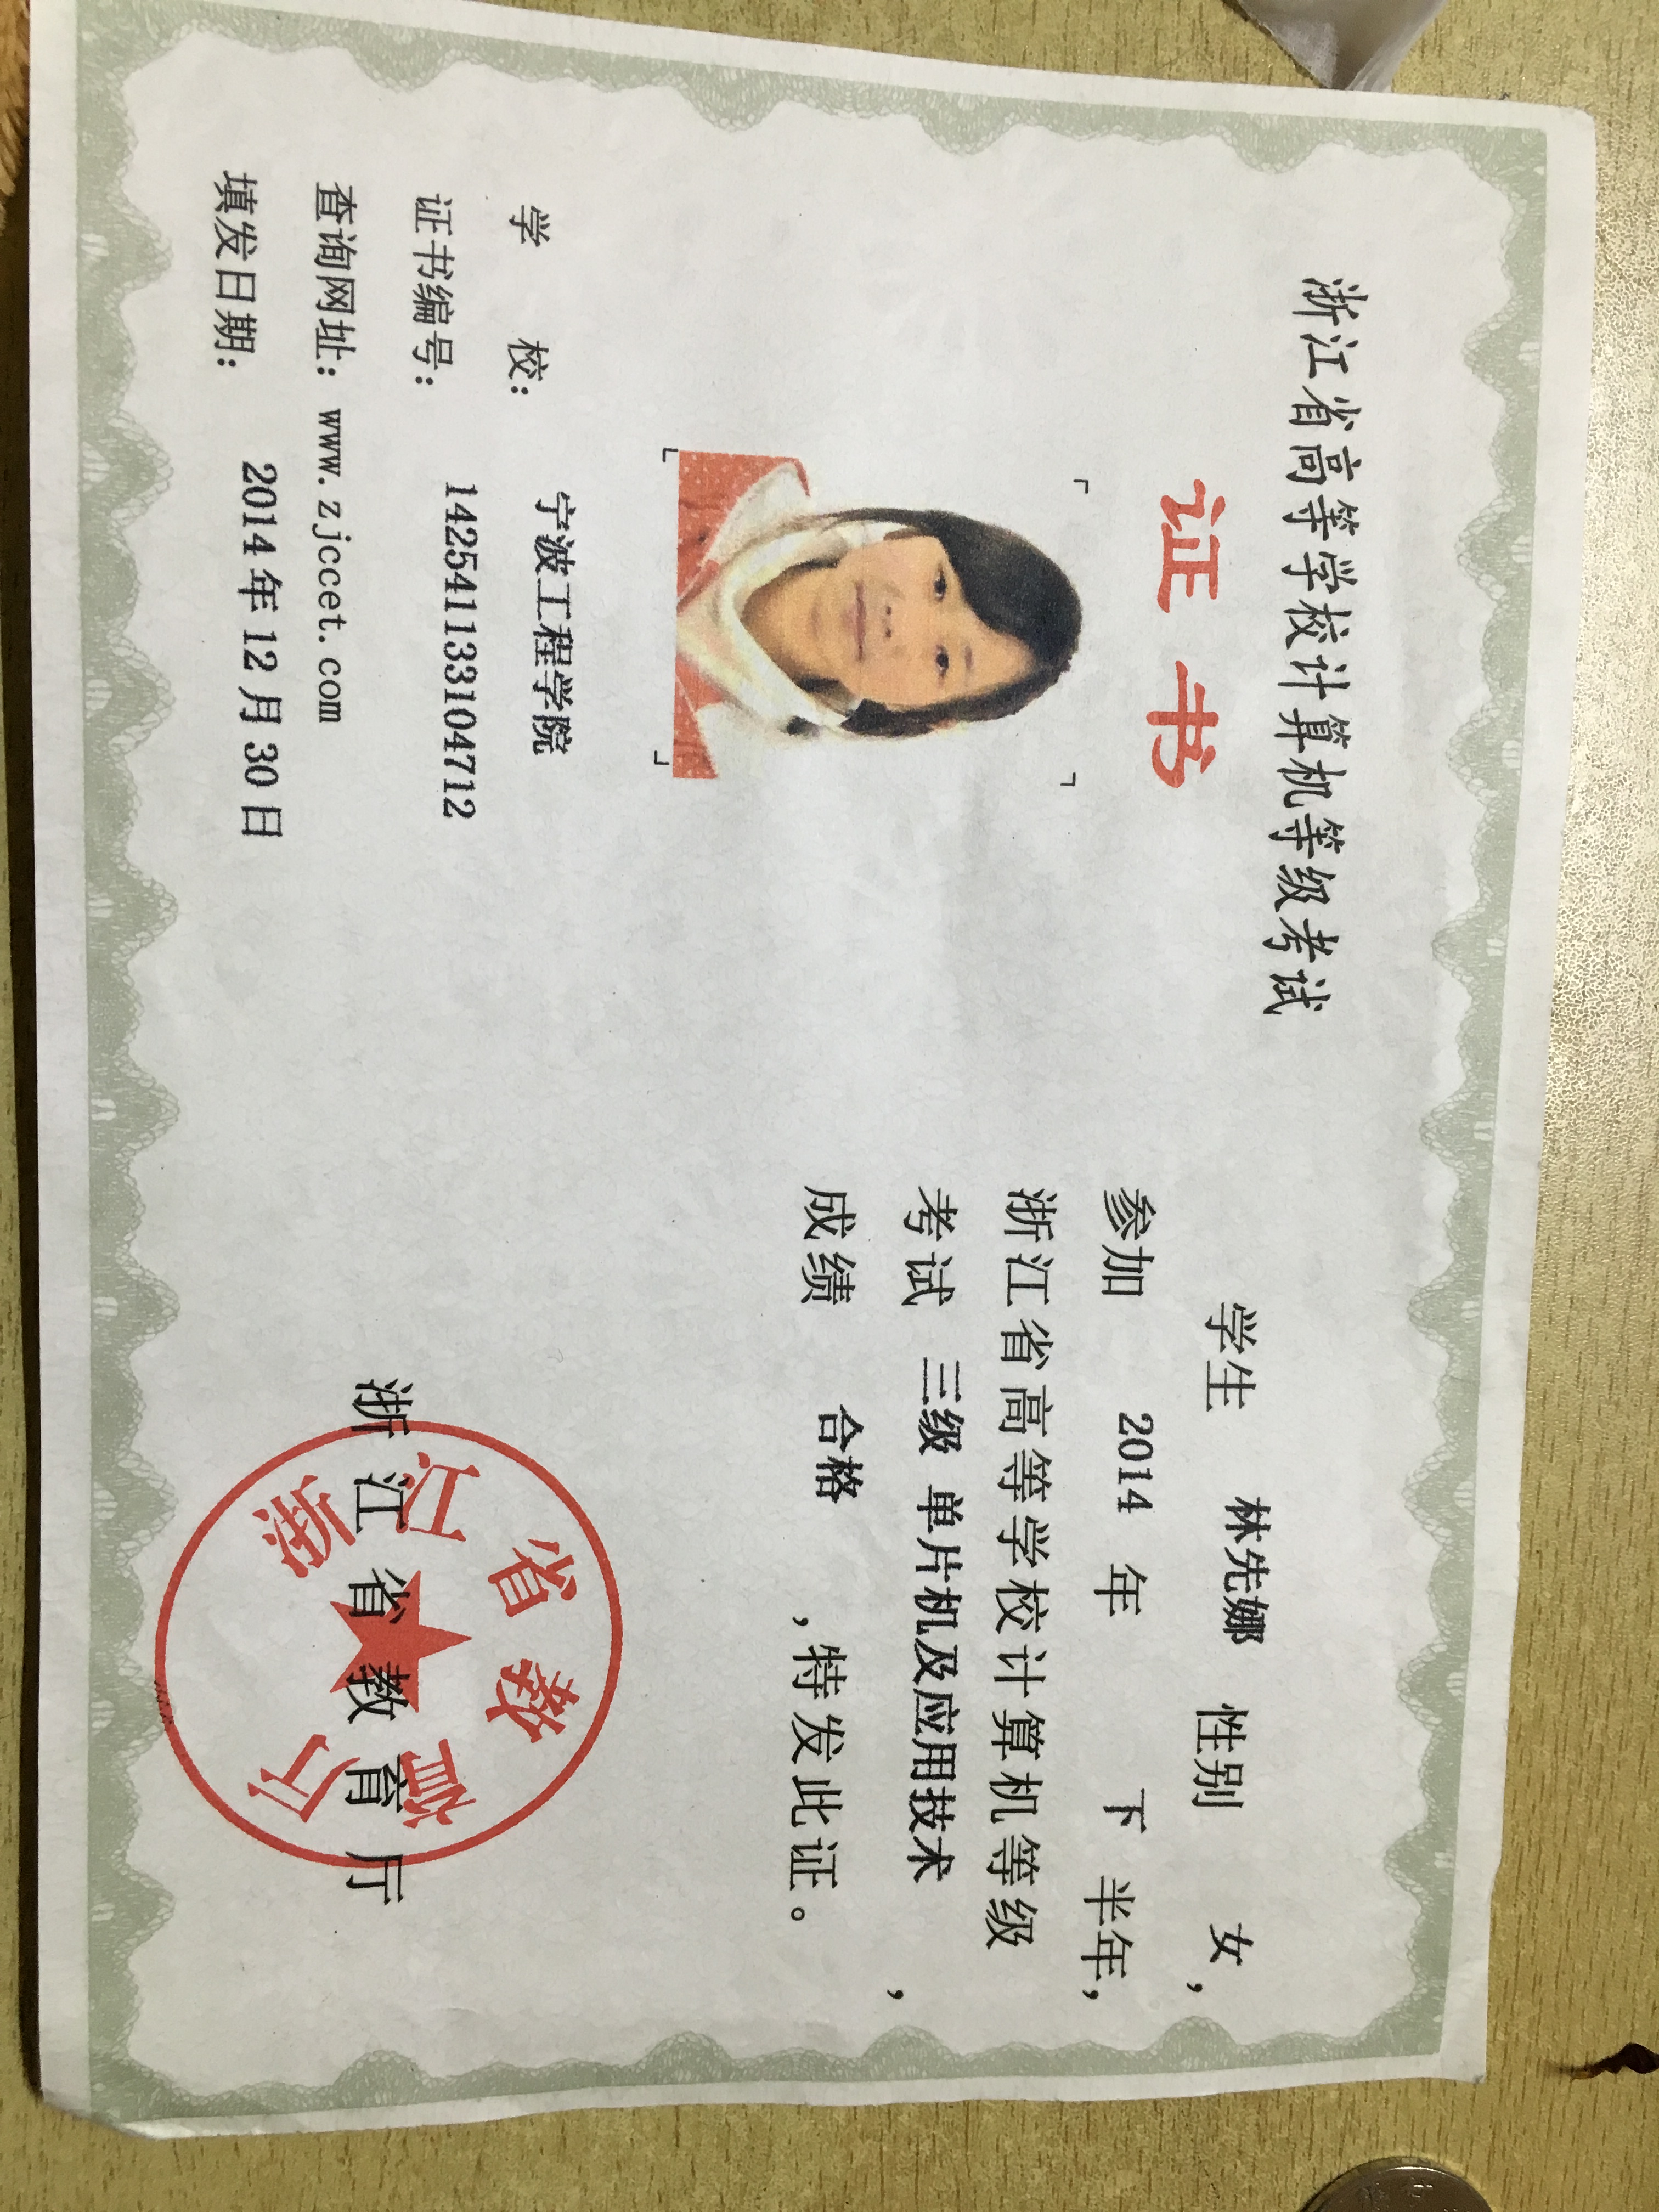 浙江省高等学校计算机等级考试
证 书
学 校： 宁波工程学院
证书编号： 14254113310 4712
查询网址：www.zjccet.com
填发日期： 2014年12月30日
学生 林先娜 性别 女，
参加 2014 年 下 半年，
浙江省高等学校计算机等级
考试 三级 单片机及应用技术 ，
成绩 合格 ，特发此证。
浙江省教育厅
浙江省教育厅